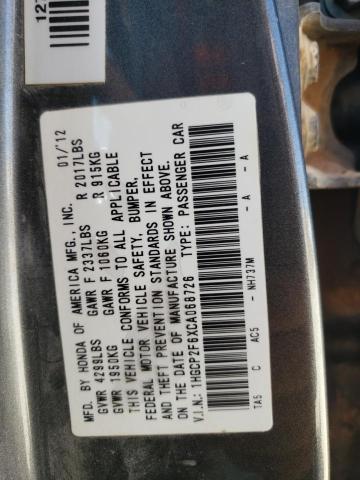 127
MFD. BY HONDA OF AMERICA MFG., INC. 01/12
GVWR 4299LBS GAWR F 2337LBS R 2017LBS
GVWR 1950KG GAWR F 1060KG R 915KG
THIS VEHICLE CONFORMS TO ALL APPLICABLE
FEDERAL MOTOR VEHICLE SAFETY, BUMPER,
AND THEFT PREVENTION STANDARDS IN EFFECT
ON THE DATE OF MANUFACTURE SHOWN ABOVE.
V.I.N.: 1HGCP2F6XCA068726 TYPE: PASSENGER CAR
TA5 C AC5 - NH737M - A - A